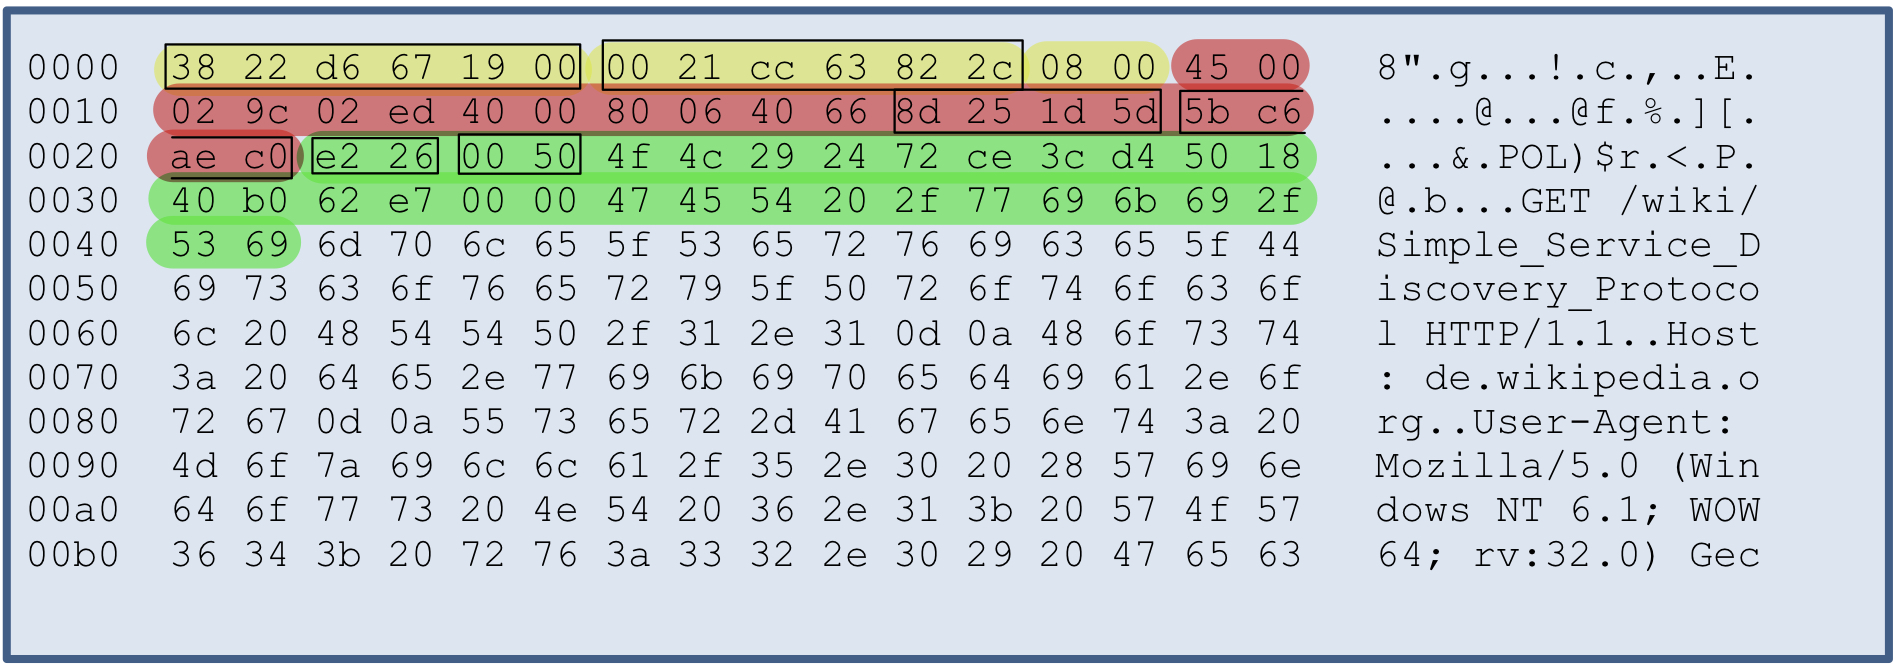 0000 38 22 d6 67 19 00 00 21 cc 63 82 2c 08 00 45 00 8".g...!.c.,..E.
0010 02 9c 02 ed 40 00 80 06 40 66 8d 25 1d 5d 5b c6 ....@...@f.%.][.
0020 ae c0 e2 26 00 50 4f 4c 29 24 72 ce 3c d4 50 18 ...&.POL)$r.<.P.
0030 40 b0 62 e7 00 00 47 45 54 20 2f 77 69 6b 69 2f @.b...GET /wiki/
0040 53 69 6d 70 6c 65 5f 53 65 72 76 69 63 65 5f 44 Simple_Service_D
0050 69 73 63 6f 76 65 72 79 5f 50 72 6f 74 6f 63 6f iscovery_Protoco
0060 6c 20 48 54 54 50 2f 31 2e 31 0d 0a 48 6f 73 74 l HTTP/1.1..Host
0070 3a 20 64 65 2e 77 69 6b 69 70 65 64 69 61 2e 6f : de.wikipedia.o
0080 72 67 0d 0a 55 73 65 72 2d 41 67 65 6e 74 3a 20 rg..User-Agent:
0090 4d 6f 7a 69 6c 6c 61 2f 35 2e 30 20 28 57 69 6e Mozilla/5.0 (Win
00a0 64 6f 77 73 20 4e 54 20 36 2e 31 3b 20 57 4f 57 dows NT 6.1; WOW
00b0 36 34 3b 20 72 76 3a 33 32 2e 30 29 20 47 65 63 64; rv:32.0) Gec